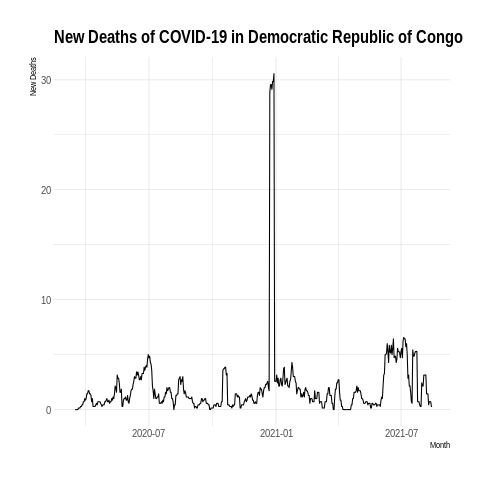 New Deaths of COVID-19 in Democratic Republic of Congo
New Deaths
30
20
10
0
2020-07
2021-01
2021-07
Month